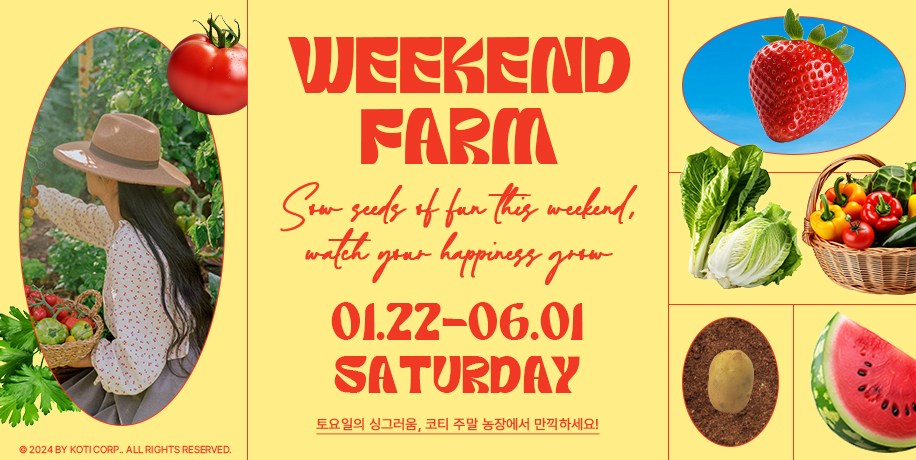 WEEKEND
FARM
Sow seeds of fun this weekend,
watch your happiness grow
01.22-06.01
SATURDAY
토요일의 싱그러움, 코티 주말 농장에서 만끽하세요!
© 2024 BY KOTI CORP.. ALL RIGHTS RESERVED.